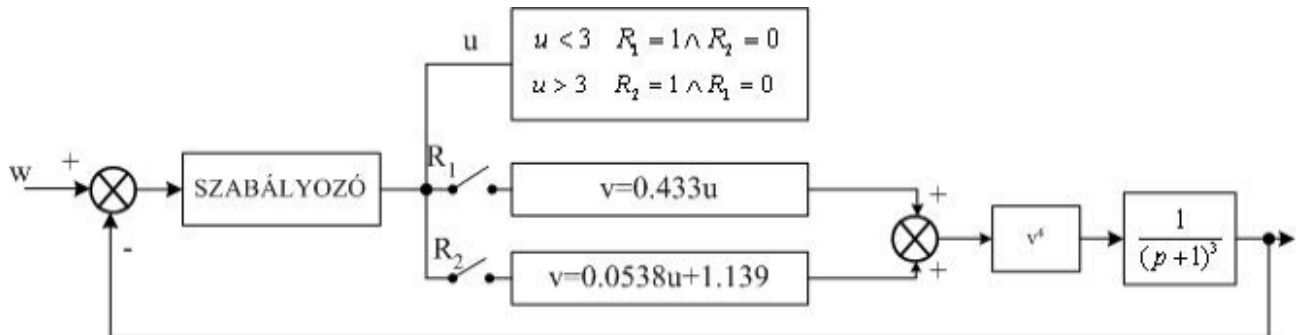 u
u < 3 R₁ = 1 ∧ R₂ = 0
u > 3 R₂ = 1 ∧ R₁ = 0
w
+
-
SZABÁLYOZÓ
R₁
v=0.433u
R₂
v=0.0538u+1.139
+
+
v⁴
1
(p+1)³